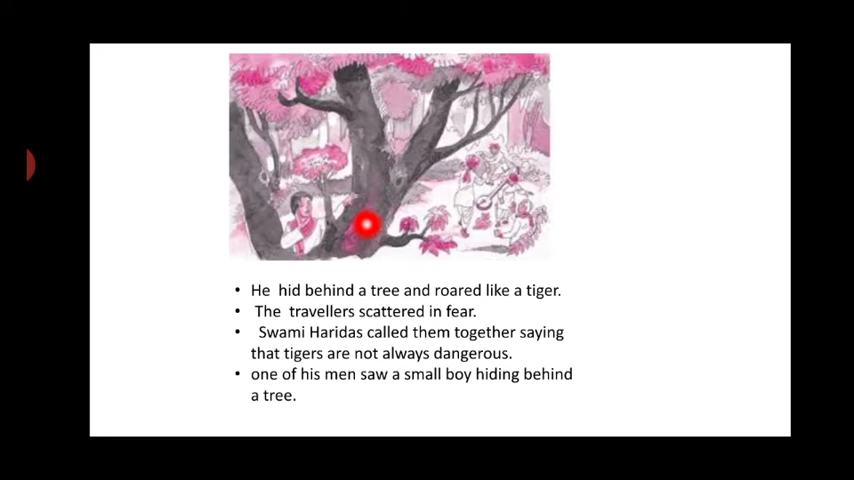 • He hid behind a tree and roared like a tiger.
• The travellers scattered in fear.
• Swami Haridas called them together saying
that tigers are not always dangerous.
• one of his men saw a small boy hiding behind
a tree.